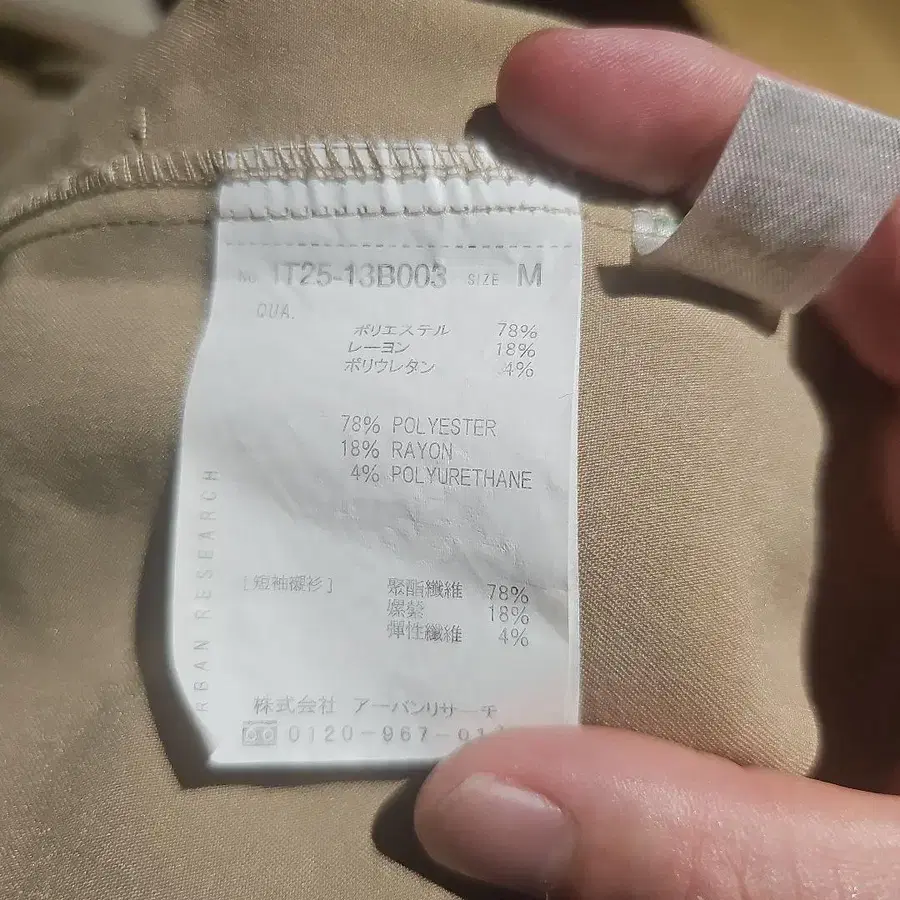 No. IT25-13B003 SIZE M
QUA.
ポリエステル 78%
レーヨン 18%
ポリウレタン 4%
78% POLYESTER
18% RAYON
4% POLYURETHANE
[短袖襯衫] 聚酯纖維 78%
嫘縈 18%
彈性纖維 4%
株式会社 アーバンリサーチ
0120-967-01
RBAN RESEARCH